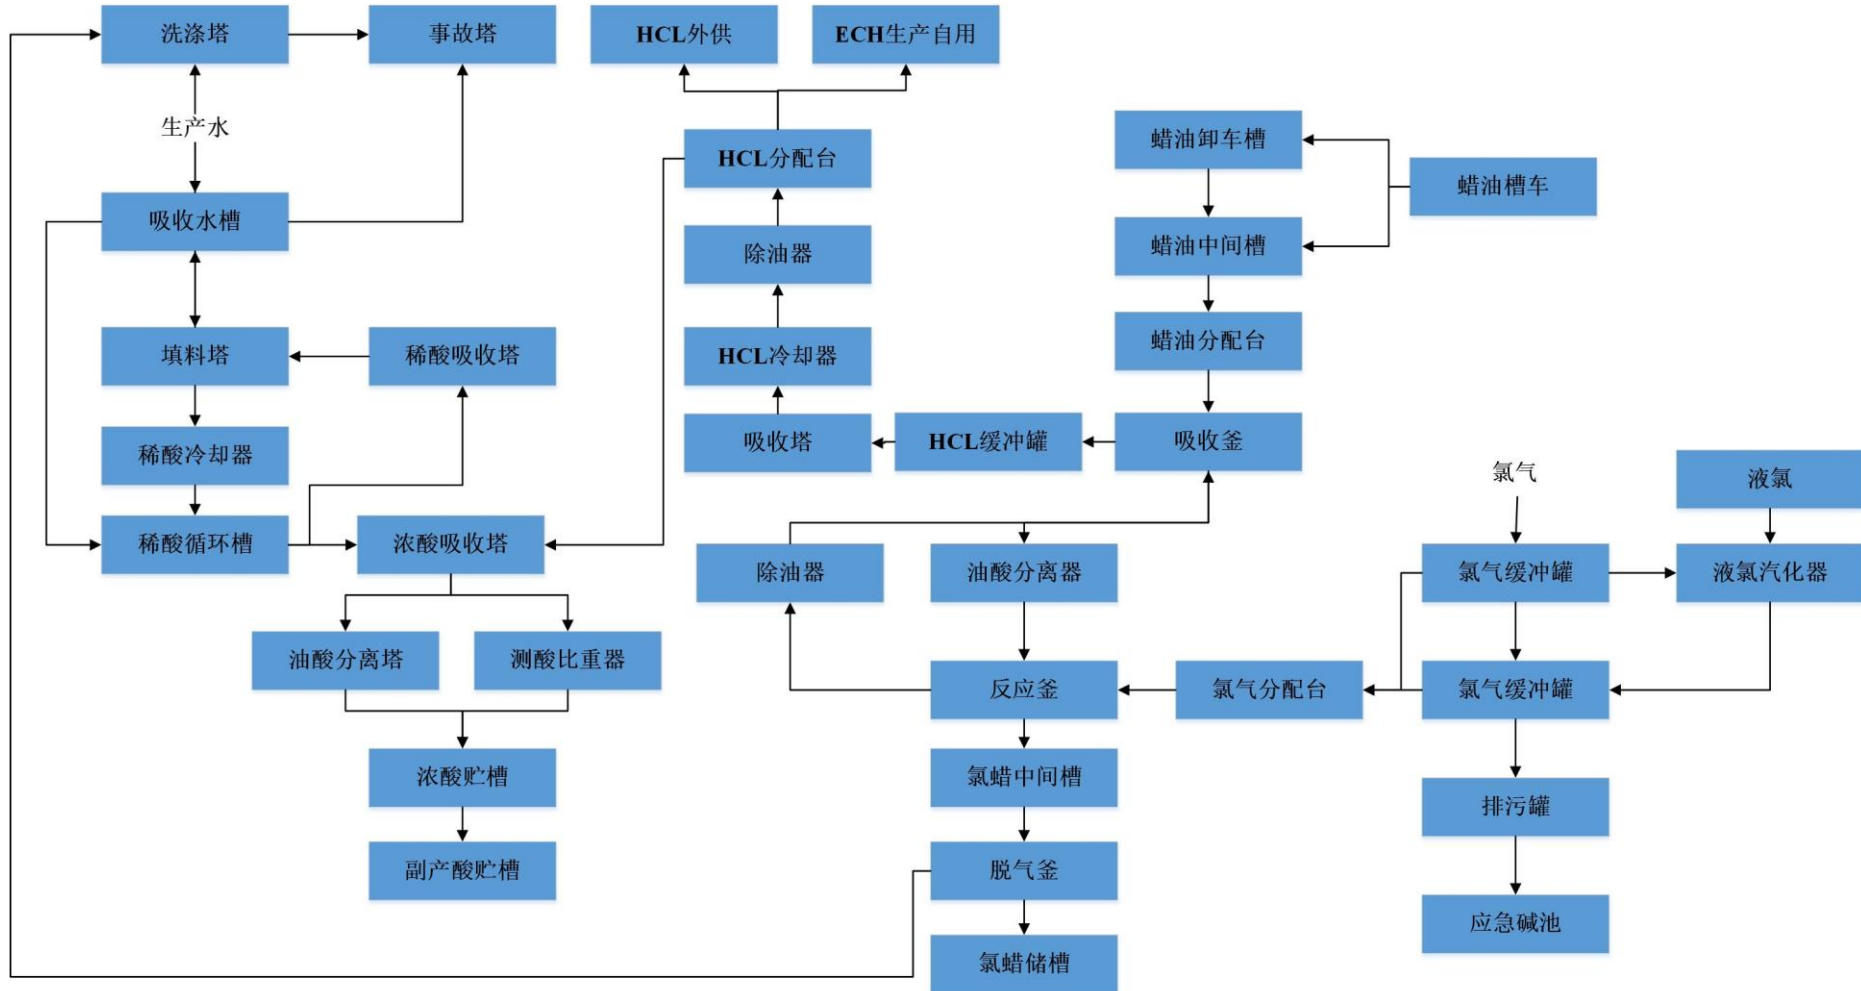 洗涤塔
事故塔
HCL外供
ECH生产自用
生产水
HCL分配台
蜡油卸车槽
蜡油槽车
吸收水槽
除油器
蜡油中间槽
填料塔
稀酸吸收塔
HCL冷却器
蜡油分配台
稀酸冷却器
吸收塔
HCL缓冲罐
吸收釜
氯气
液氯
稀酸循环槽
浓酸吸收塔
除油器
油酸分离器
氯气缓冲罐
液氯汽化器
油酸分离塔
测酸比重器
反应釜
氯气分配台
氯气缓冲罐
浓酸贮槽
氯蜡中间槽
排污罐
副产酸贮槽
脱气釜
应急碱池
氯蜡储槽